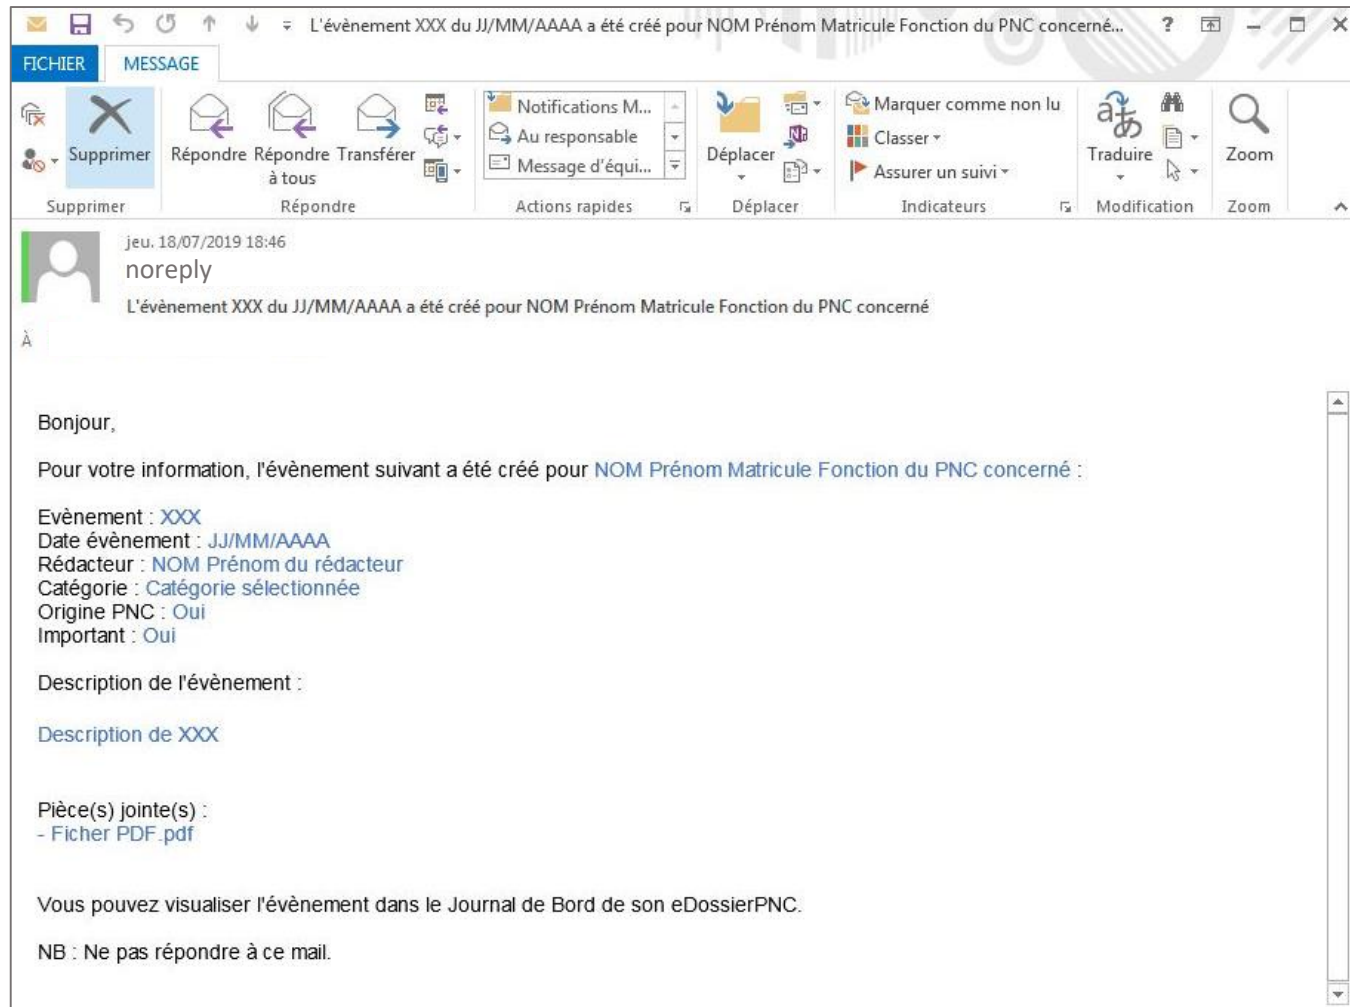 L'évènement XXX du JJ/MM/AAAA a été créé pour NOM Prénom Matricule Fonction du PNC concerné... ?
FICHIER MESSAGE
Supprimer
Répondre Répondre à tous Transférer
Notifications M...
Au responsable
Message d'équi...
Déplacer
Marquer comme non lu
Classer
Assurer un suivi
Traduire
Zoom
Supprimer Répondre Actions rapides Déplacer Indicateurs Modification Zoom
jeu. 18/07/2019 18:46
noreply
L'évènement XXX du JJ/MM/AAAA a été créé pour NOM Prénom Matricule Fonction du PNC concerné
À
Bonjour,
Pour votre information, l'évènement suivant a été créé pour NOM Prénom Matricule Fonction du PNC concerné :
Evènement : XXX
Date évènement : JJ/MM/AAAA
Rédacteur : NOM Prénom du rédacteur
Catégorie : Catégorie sélectionnée
Origine PNC : Oui
Important : Oui
Description de l'évènement :
Description de XXX
Pièce(s) jointe(s) :
- Ficher PDF.pdf
Vous pouvez visualiser l'évènement dans le Journal de Bord de son eDossierPNC.
NB : Ne pas répondre à ce mail.